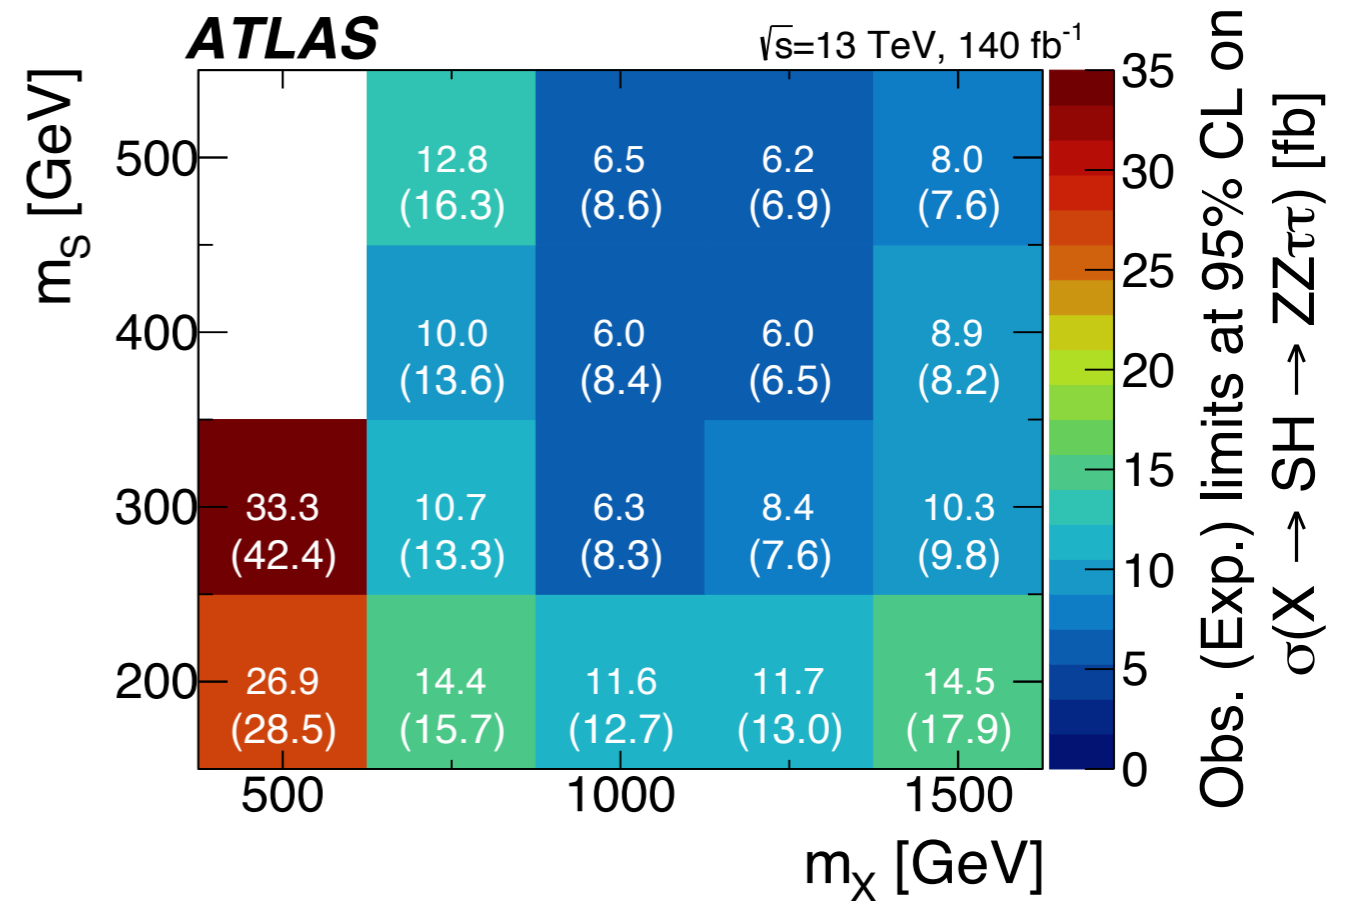 ATLAS
√s=13 TeV, 140 fb⁻¹
m_S [GeV]
500
400
300
200
12.8 6.5 6.2 8.0
(16.3) (8.6) (6.9) (7.6)
10.0 6.0 6.0 8.9
(13.6) (8.4) (6.5) (8.2)
33.3 10.7 6.3 8.4 10.3
(42.4) (13.3) (8.3) (7.6) (9.8)
26.9 14.4 11.6 11.7 14.5
(28.5) (15.7) (12.7) (13.0) (17.9)
500 1000 1500
m_X [GeV]
35
30
25
20
15
10
5
0
Obs. (Exp.) limits at 95% CL on
σ(X → SH → ZZττ) [fb]